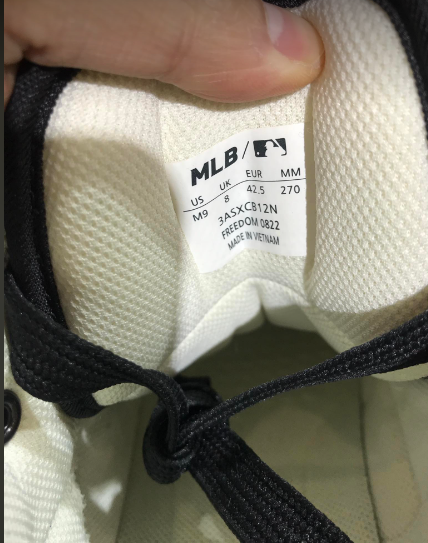 MLB/
US UK EUR MM
M9 8 42.5 270
3ASXCB12N
FREEDOM 0822
MADE IN VIETNAM